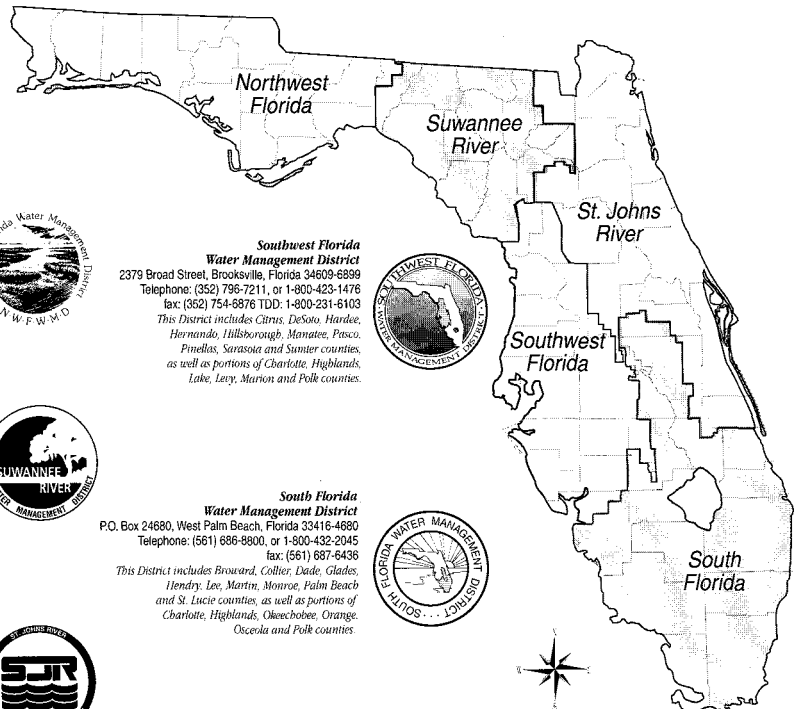 Northwest
Florida
Suwannee
River
St. Johns
River
Southwest
Florida
South
Florida
Water Management District
N·W·F·W·M·D
Southwest Florida
Water Management District
2379 Broad Street, Brooksville, Florida 34609-6899
Telephone: (352) 796-7211, or 1-800-423-1476
fax: (352) 754-6876 TDD: 1-800-231-6103
This District includes Citrus, DeSoto, Hardee,
Hernando, Hillsborough, Manatee, Pasco,
Pinellas, Sarasota and Sumter counties,
as well as portions of Charlotte, Highlands,
Lake, Levy, Marion and Polk counties.
SOUTHWEST FLORIDA
WATER MANAGEMENT DISTRICT
SUWANNEE
RIVER
MANAGEMENT DISTRICT
South Florida
Water Management District
P.O. Box 24680, West Palm Beach, Florida 33416-4680
Telephone: (561) 686-8800, or 1-800-432-2045
fax: (561) 687-6436
This District includes Broward, Collier, Dade, Glades,
Hendry, Lee, Martin, Monroe, Palm Beach
and St. Lucie counties, as well as portions of
Charlotte, Highlands, Okeechobee, Orange,
Osceola and Polk counties.
SOUTH FLORIDA WATER MANAGEMENT DISTRICT
ST. JOHNS RIVER
SJR